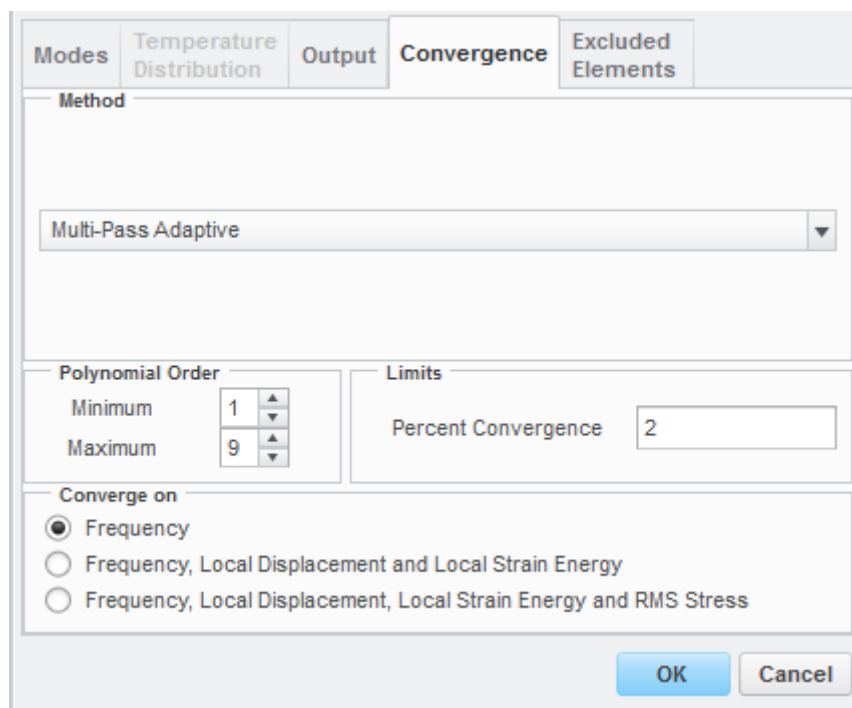 Modes Temperature Distribution Output Convergence Excluded Elements
Method
Multi-Pass Adaptive
Polynomial Order
Minimum 1
Maximum 9
Limits
Percent Convergence 2
Converge on
Frequency
Frequency, Local Displacement and Local Strain Energy
Frequency, Local Displacement, Local Strain Energy and RMS Stress
OK Cancel